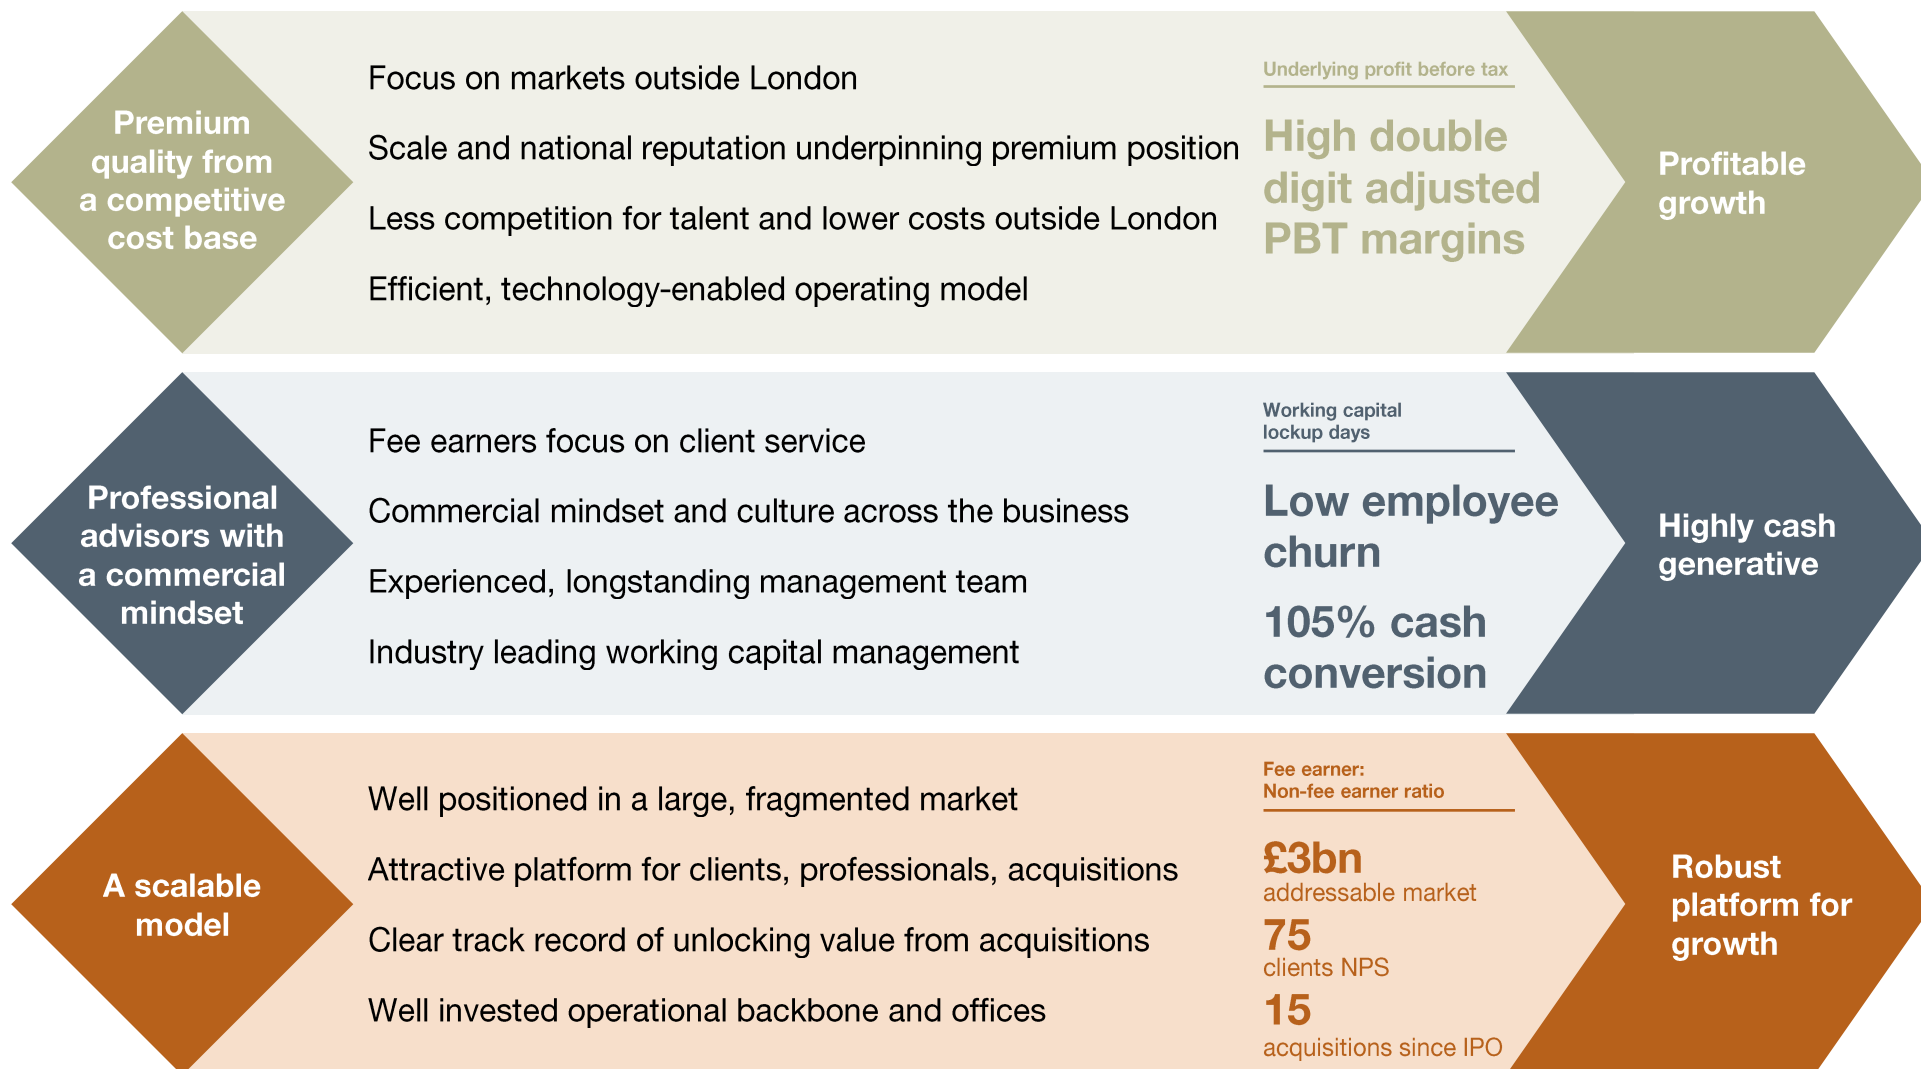 Premium
quality from
a competitive
cost base
Focus on markets outside London
Scale and national reputation underpinning premium position
Less competition for talent and lower costs outside London
Efficient, technology-enabled operating model
Underlying profit before tax
High double
digit adjusted
PBT margins
Profitable
growth
Professional
advisors with
a commercial
mindset
Fee earners focus on client service
Commercial mindset and culture across the business
Experienced, longstanding management team
Industry leading working capital management
Working capital
lockup days
Low employee
churn
105% cash
conversion
Highly cash
generative
A scalable
model
Well positioned in a large, fragmented market
Attractive platform for clients, professionals, acquisitions
Clear track record of unlocking value from acquisitions
Well invested operational backbone and offices
Fee earner:
Non-fee earner ratio
£3bn
addressable market
75
clients NPS
15
acquisitions since IPO
Robust
platform for
growth